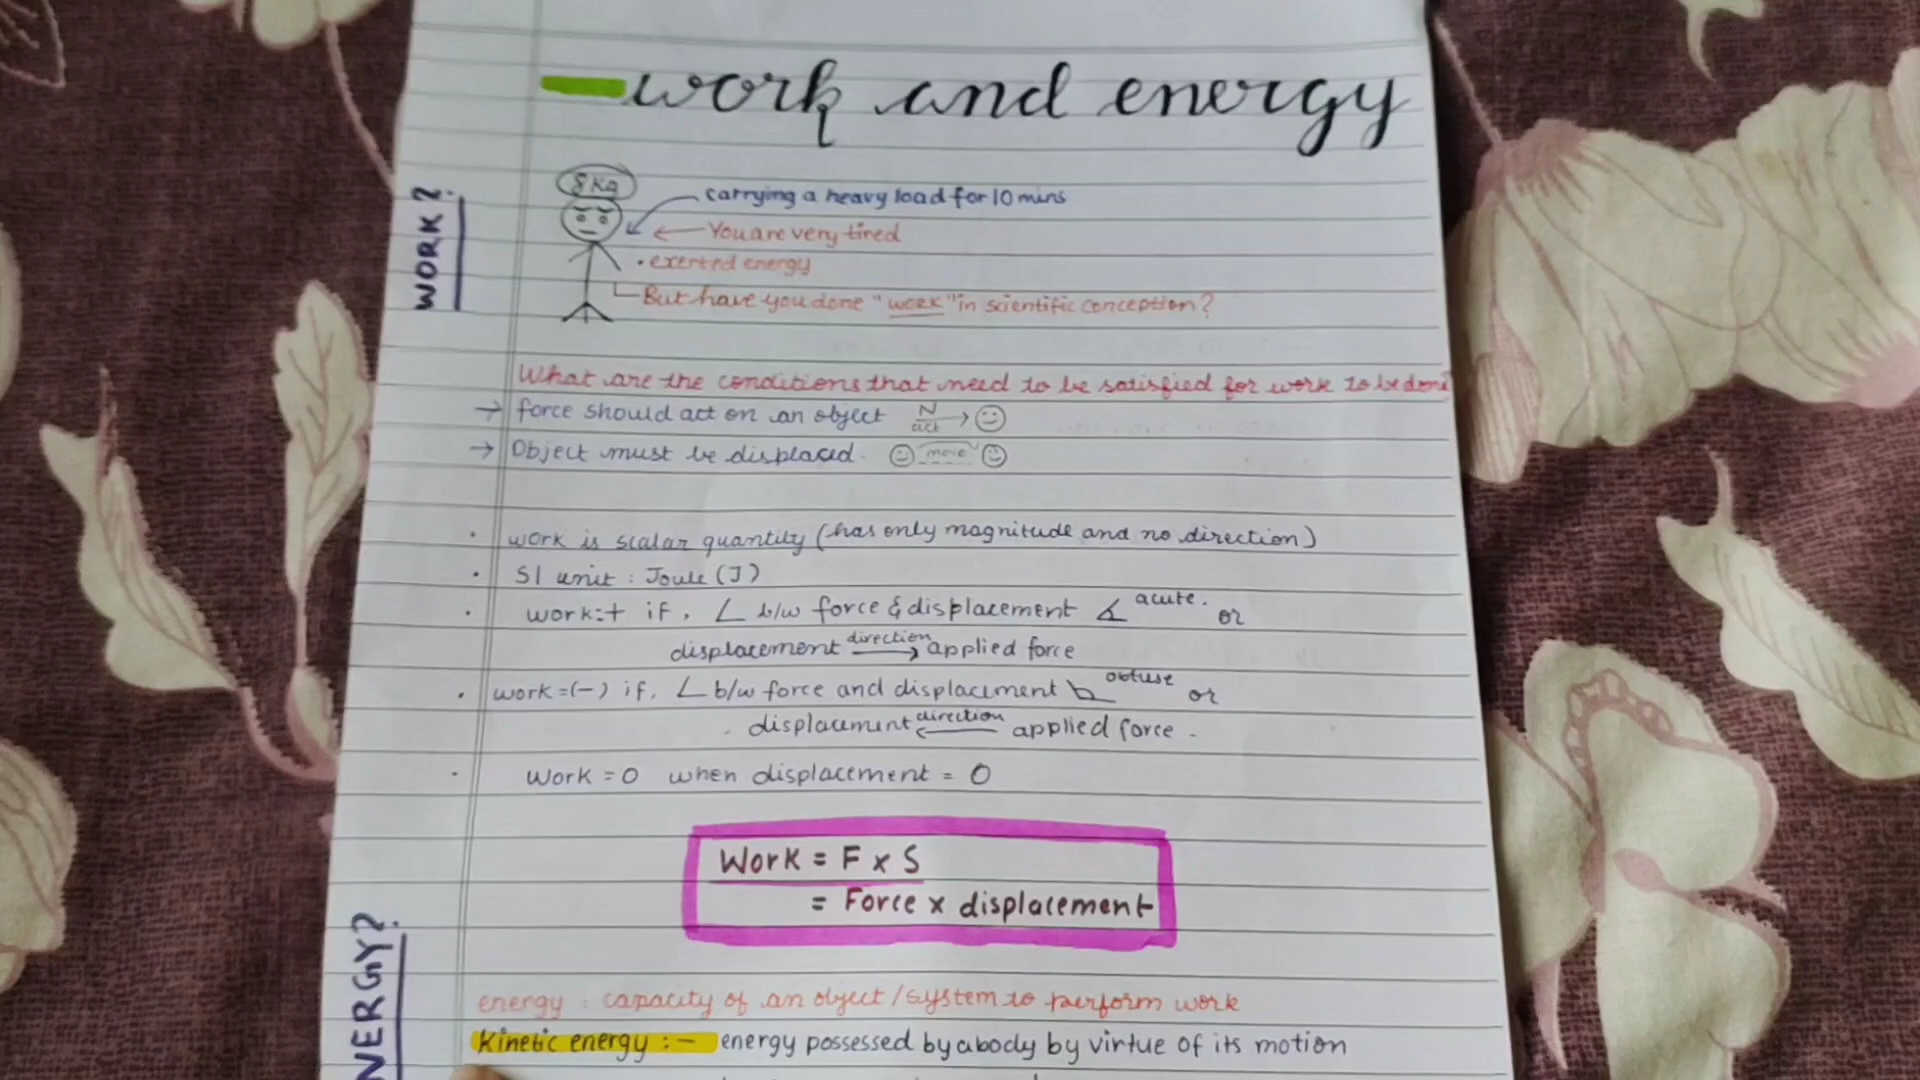 work and energy
WORK?
8kg
carrying a heavy load for 10 mins
You are very tired
• exerted energy
But have you done "work" in scientific conception?
What are the conditions that need to be satisfied for work to be done
→ force should act on an object N act →
→ Object must be displaced. move
• work is scalar quantity (has only magnitude and no direction)
• SI unit : Joule (J)
• work:+ if, ∠ b/w force & displacement acute. or
displacement direction → applied force
• work=(-) if, ∠ b/w force and displacement obtuse or
displacement direction ← applied force.
• Work = 0 when displacement = 0
Work = F x S
= Force x displacement
NERGY?
energy : capacity of an object/system to perform work
Kinetic energy :- energy possessed by a body by virtue of its motion